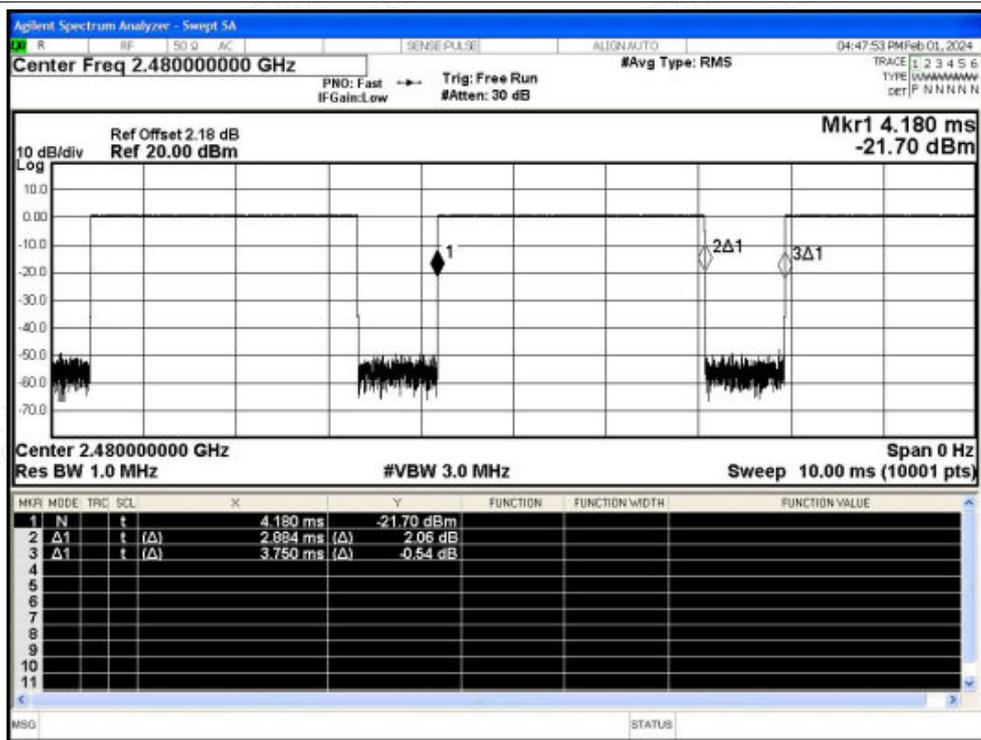 Agilent Spectrum Analyzer - Swept SA
R RF 50 Ω AC SENSE:PULSE ALIGN AUTO 04:47:53 PM Feb 01, 2024
Center Freq 2.480000000 GHz
#Avg Type: RMS
TRACE 1 2 3 4 5 6
TYPE
DET P N N N N N
PNO: Fast
IFGain:Low
Trig: Free Run
#Atten: 30 dB
Mkr1 4.180 ms
-21.70 dBm
Ref Offset 2.18 dB
10 dB/div Ref 20.00 dBm
Log
10.0
0.00
-10.0
-20.0
-30.0
-40.0
-50.0
-60.0
-70.0
1
2Δ1
3Δ1
Center 2.480000000 GHz Span 0 Hz
Res BW 1.0 MHz #VBW 3.0 MHz Sweep 10.00 ms (10001 pts)
MKR MODE TRC SCL X Y FUNCTION FUNCTION WIDTH FUNCTION VALUE
1 N t 4.180 ms -21.70 dBm
2 Δ1 t (Δ) 2.884 ms (Δ) 2.06 dB
3 Δ1 t (Δ) 3.750 ms (Δ) -0.54 dB
4
5
6
7
8
9
10
11
MSG STATUS